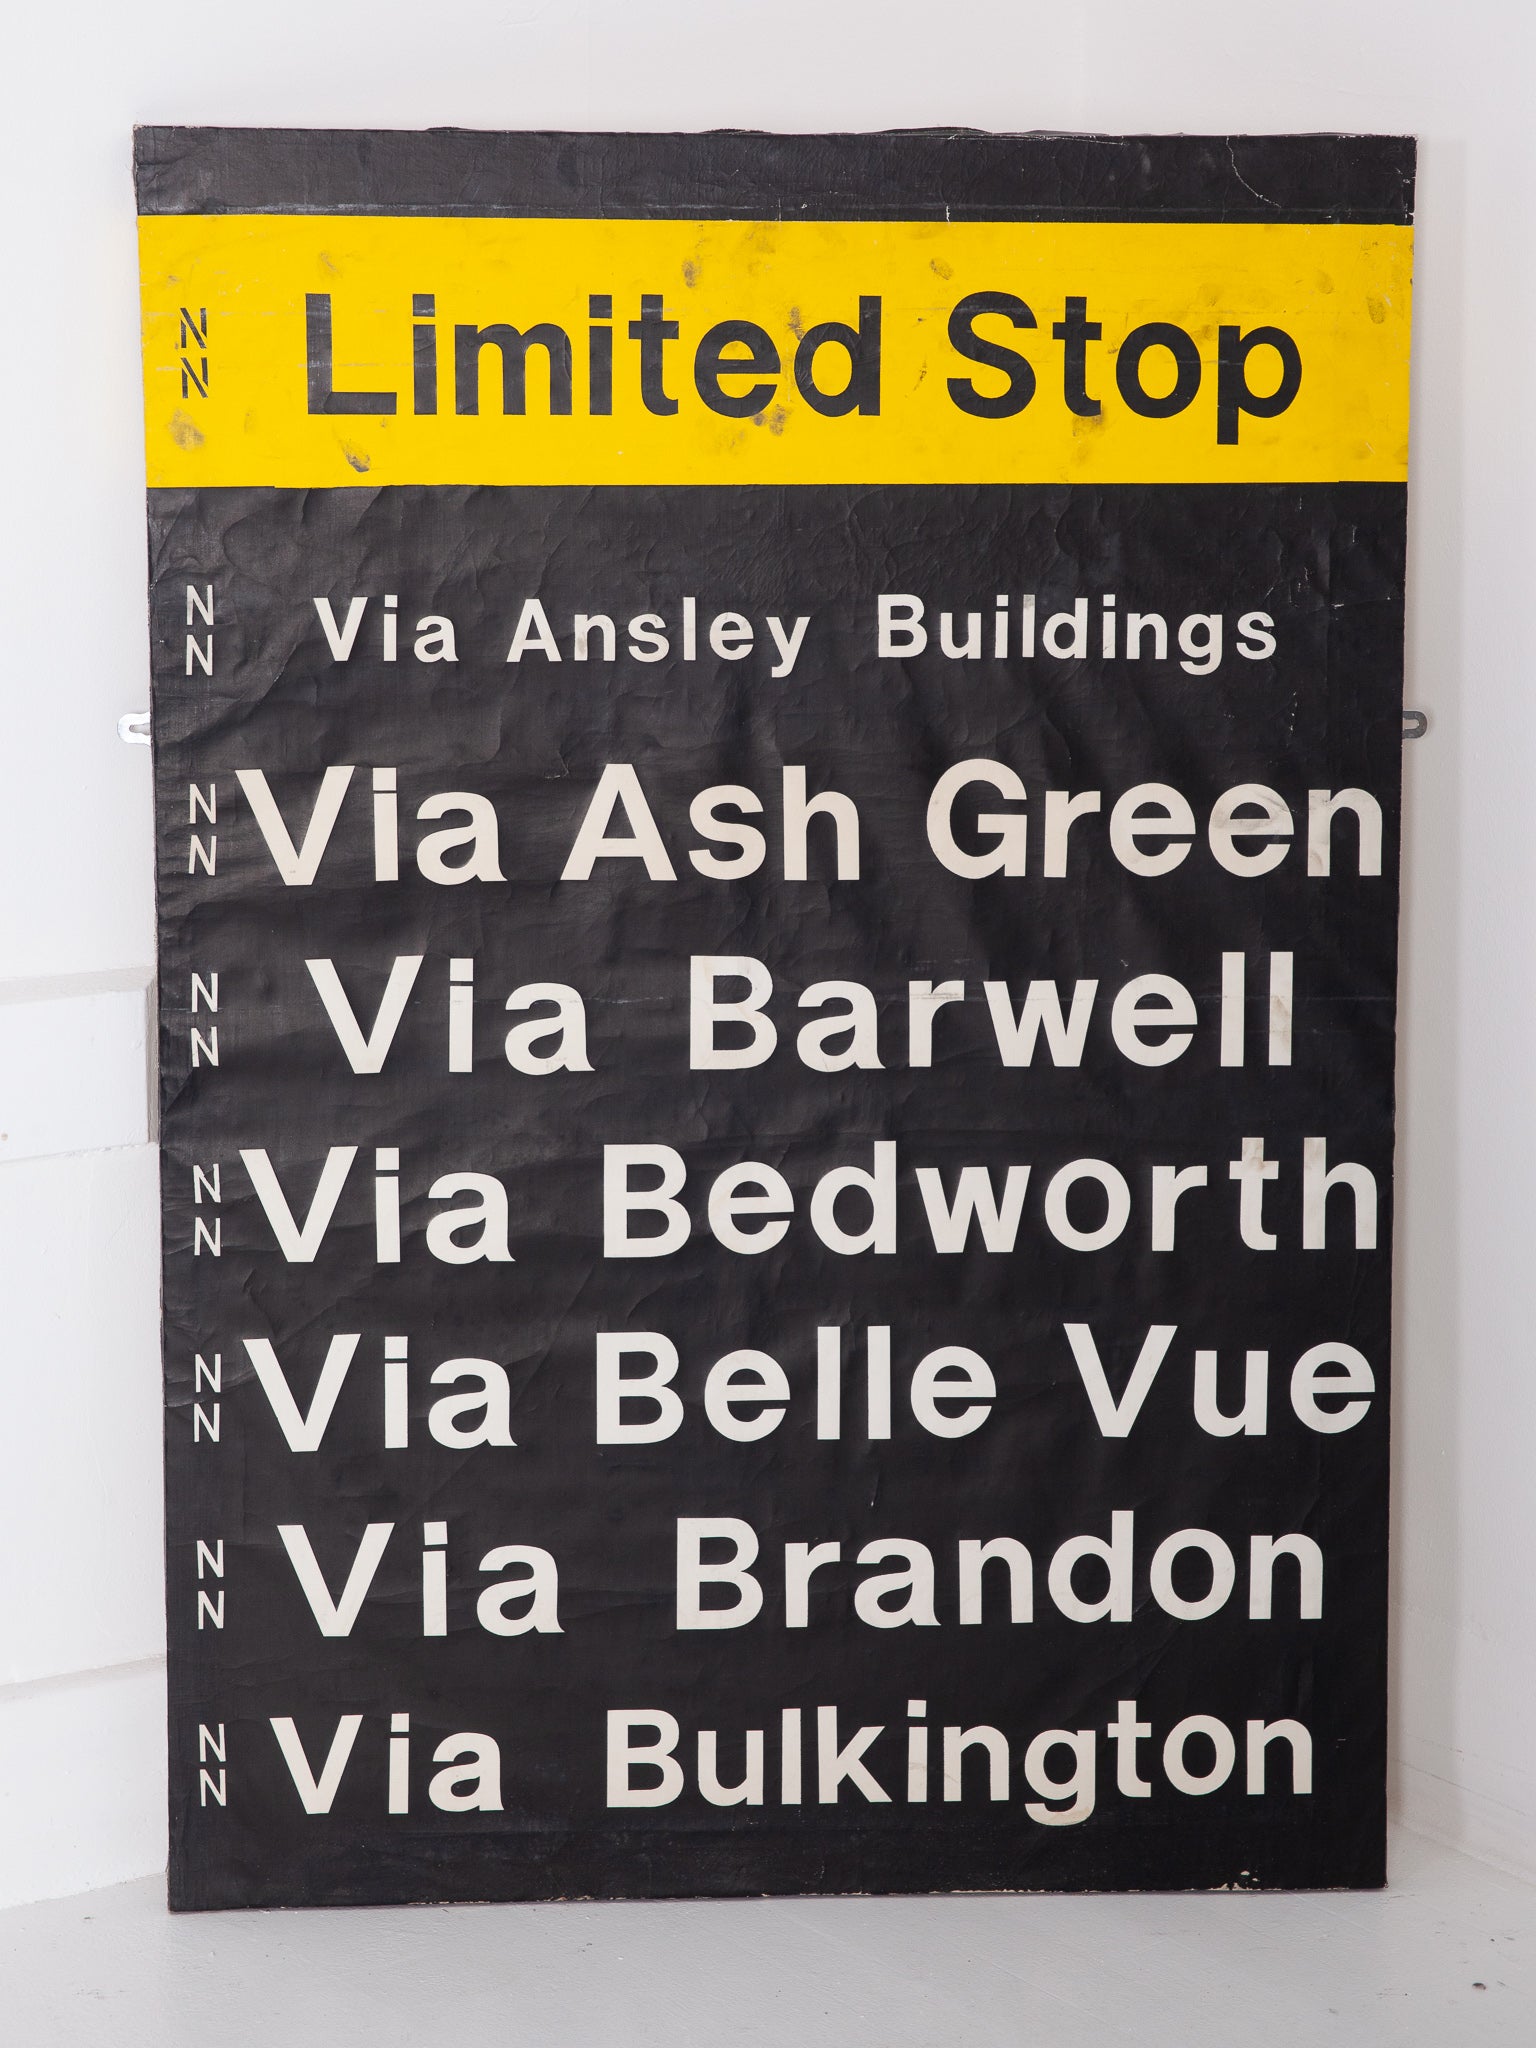 N N Limited Stop
N N Via Ansley Buildings
N N Via Ash Green
N N Via Barwell
N N Via Bedworth
N N Via Belle Vue
N N Via Brandon
N N Via Bulkington